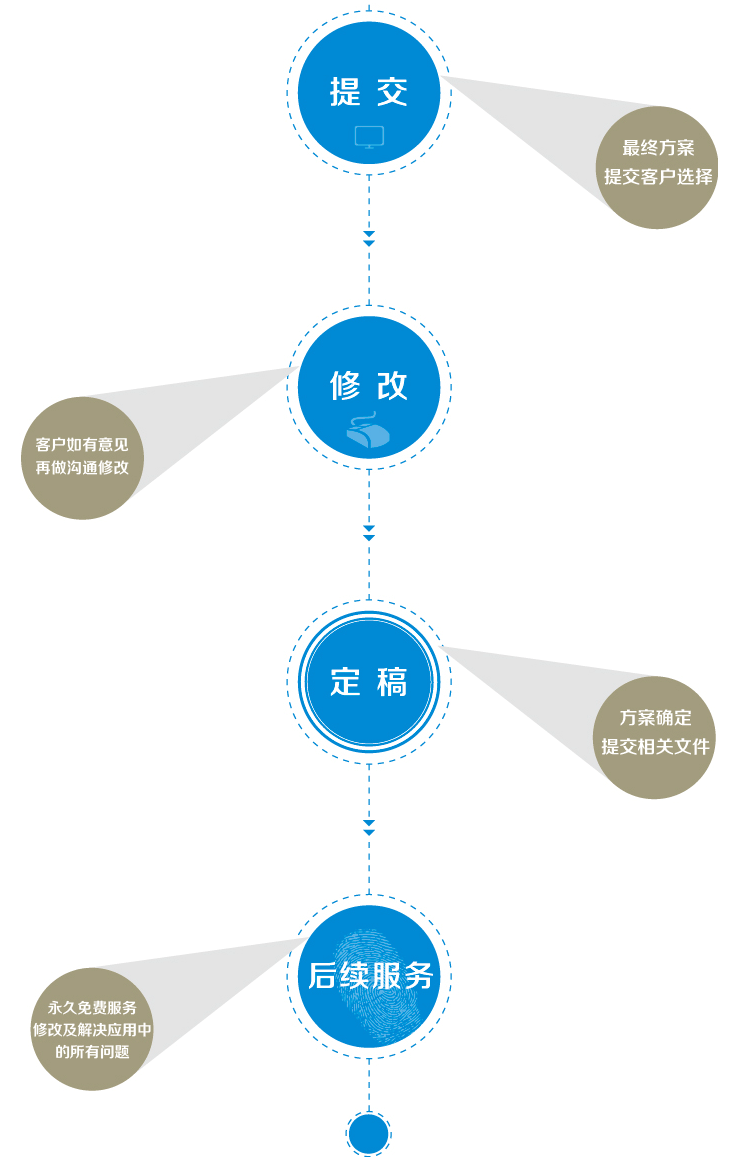 提交
最终方案
提交客户选择
修改
客户如有意见
再做沟通修改
定稿
方案确定
提交相关文件
后续服务
永久免费服务
修改及解决应用中
的所有问题